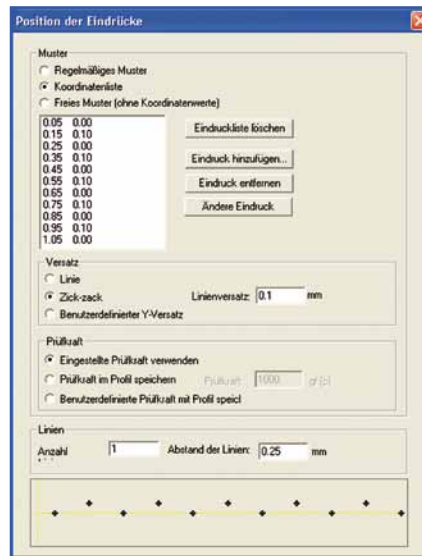 Position der Eindrücke
Muster
Regelmäßiges Muster
Koordinatenliste
Freies Muster (ohne Koordinatenwerte)
0.05 0.00
0.15 0.10
0.25 0.00
0.35 0.10
0.45 0.00
0.55 0.10
0.65 0.00
0.75 0.10
0.85 0.00
0.95 0.10
1.05 0.00
Eindruckliste löschen
Eindruck hinzufügen...
Eindruck entfernen
Ändere Eindruck
Versatz
Linie
Zick-zack
Linienversatz: 0.1 mm
Benutzerdefinierter Y-Versatz
Prüfkraft
Eingestellte Prüfkraft verwenden
Prüfkraft im Profil speichern Prüfkraft: 1000
Benutzerdefinierte Prüfkraft mit Profil speicl
Linien
Anzahl 1 Abstand der Linien: 0.25 mm